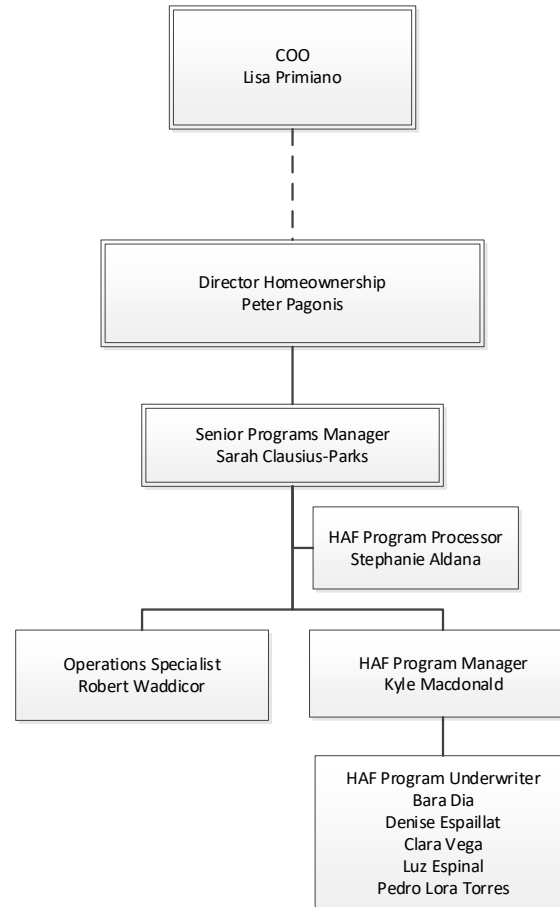 COO
Lisa Primiano
Director Homeownership
Peter Pagonis
Senior Programs Manager
Sarah Clausius-Parks
HAF Program Processor
Stephanie Aldana
Operations Specialist
Robert Waddicor
HAF Program Manager
Kyle Macdonald
HAF Program Underwriter
Bara Dia
Denise Espaillat
Clara Vega
Luz Espinal
Pedro Lora Torres